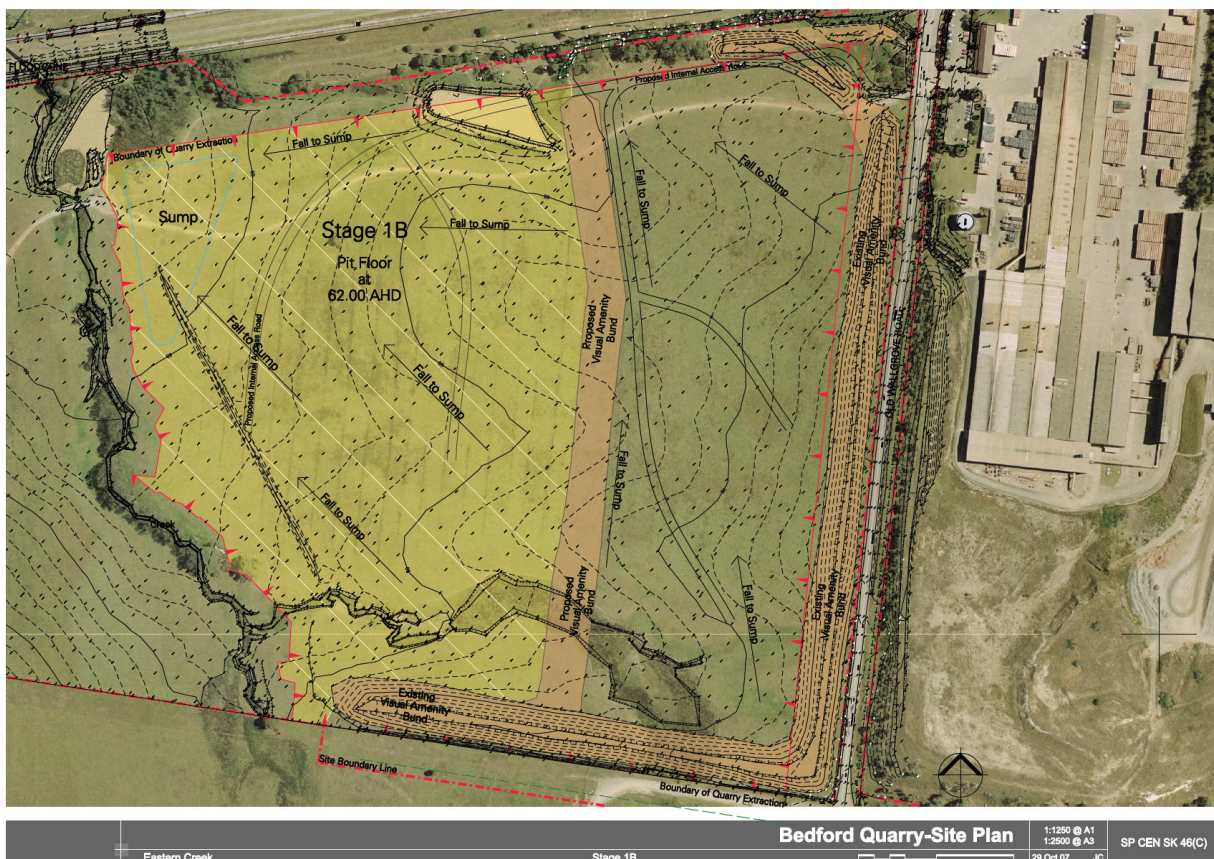 Proposed Internal Access Road
Boundary of Quarry Extraction
Fall to Sump
Fall to Sump
Fall to Sump
Sump
Stage 1B
Fall to Sump
Pit Floor
at
62.00 AHD
Existing
Visual Amenity
Bund
Proposed
Visual Amenity
Bund
Fall to Sump
Proposed Internal Access Road
OLD WALLGROVE ROAD
Fall to Sump
Fall to Sump
Fall to Sump
Creek
Proposed
Visual Amenity
Bund
Fall to Sump
Existing
Visual Amenity
Bund
Existing
Visual Amenity
Bund
Site Boundary Line
Boundary of Quarry Extraction
Bedford Quarry-Site Plan
1:1250 @ A1
1:2500 @ A3
SP CEN SK 46(C)
Eastern Creek
Stage 1B
29 Oct 07
JC